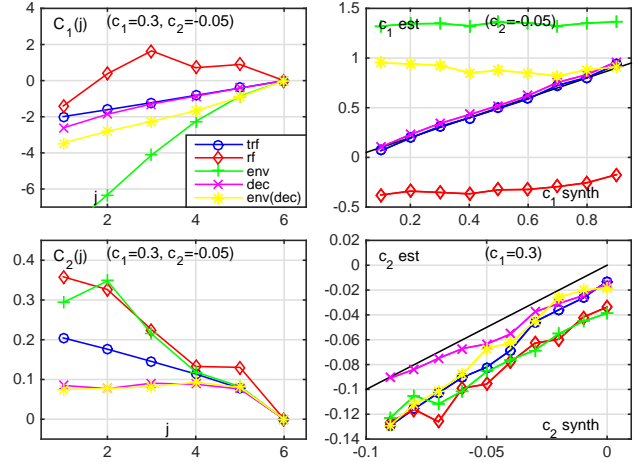 C₁(j) (c₁=0.3, c₂=-0.05)
2
0
-2
-4
-6
j
2 4 6
trf
rf
env
dec
env(dec)
c₁ est (c₂=-0.05)
1.5
1
0.5
0
-0.5
c₁ synth
0.2 0.4 0.6 0.8
C₂(j) (c₁=0.3, c₂=-0.05)
0.4
0.3
0.2
0.1
0
j
2 4 6
c₂ est (c₁=0.3)
0.02
0
-0.02
-0.04
-0.06
-0.08
-0.1
-0.12
-0.14
c₂ synth
-0.1 -0.05 0